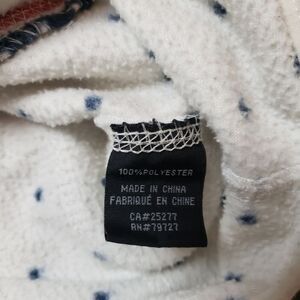 100% POLYESTER
MADE IN CHINA
FABRIQUÉ EN CHINE
CA#25277
RN#79727